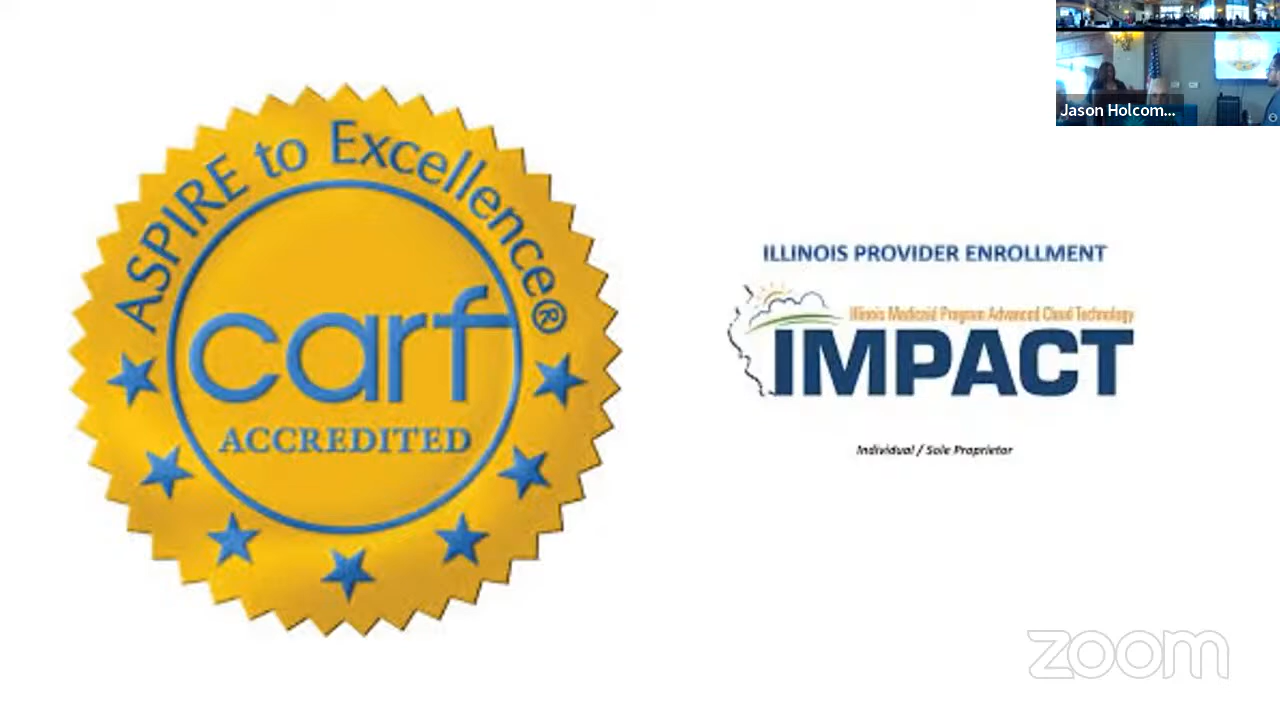 Jason Holcom...
ASPIRE to Excellence®
carf
ACCREDITED
ILLINOIS PROVIDER ENROLLMENT
Illinois Medicaid Program Advanced Cloud Technology
IMPACT
Individual / Sole Proprietor
zoom